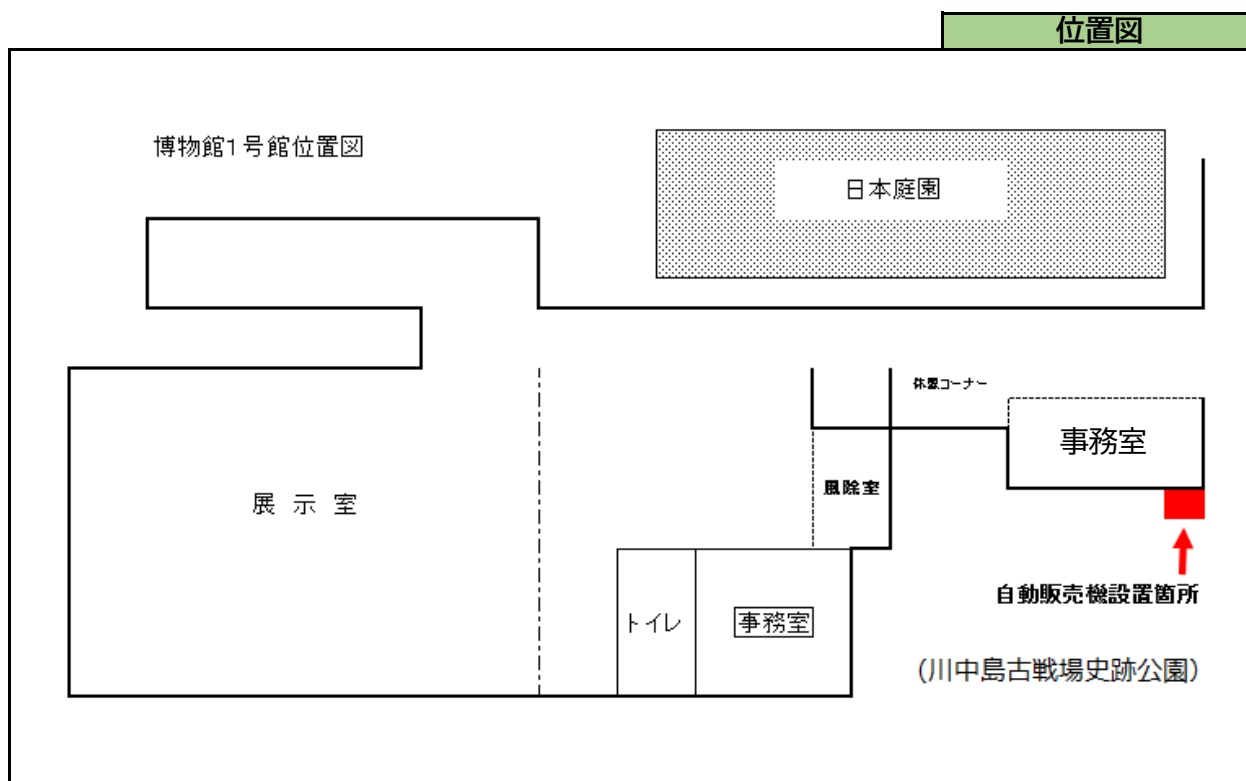 位置図
博物館1号館位置図
日本庭園
休憩コーナー
事務室
風除室
展示室
自動販売機設置箇所
トイレ
事務室
(川中島古戦場史跡公園)